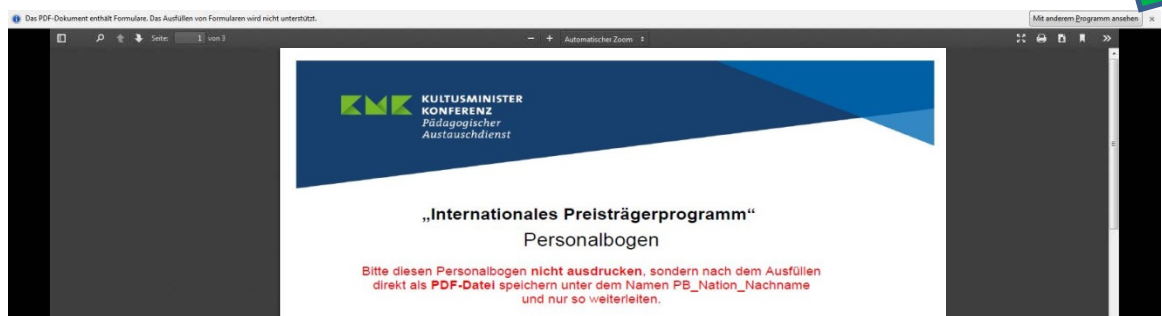 Das PDF-Dokument enthält Formulare. Das Ausfüllen von Formularen wird nicht unterstützt.
Mit anderem Programm ansehen
Seite: 1 von 9
Automatischer Zoom
KMK
KULTUSMINISTER
KONFERENZ
Pädagogischer
Austauschdienst
„Internationales Preisträgerprogramm“
Personalbogen
Bitte diesen Personalbogen nicht ausdrucken, sondern nach dem Ausfüllen
direkt als PDF-Datei speichern unter dem Namen PB_Nation_Nachname
und nur so weiterleiten.